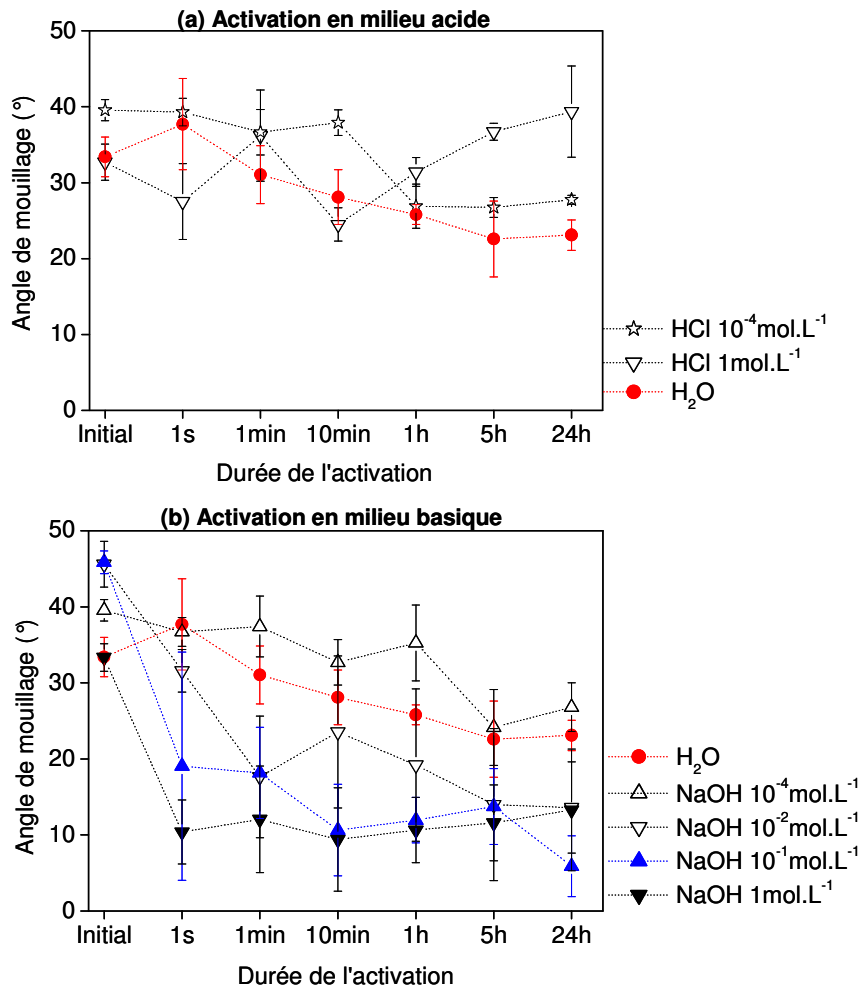 (a) Activation en milieu acide
50
40
30
20
10
0
Angle de mouillage (°)
Initial 1s 1min 10min 1h 5h 24h
Durée de l'activation
HCl 10⁻⁴mol.L⁻¹
HCl 1mol.L⁻¹
H₂O
(b) Activation en milieu basique
50
40
30
20
10
0
Angle de mouillage (°)
Initial 1s 1min 10min 1h 5h 24h
Durée de l'activation
H₂O
NaOH 10⁻⁴mol.L⁻¹
NaOH 10⁻²mol.L⁻¹
NaOH 10⁻¹mol.L⁻¹
NaOH 1mol.L⁻¹